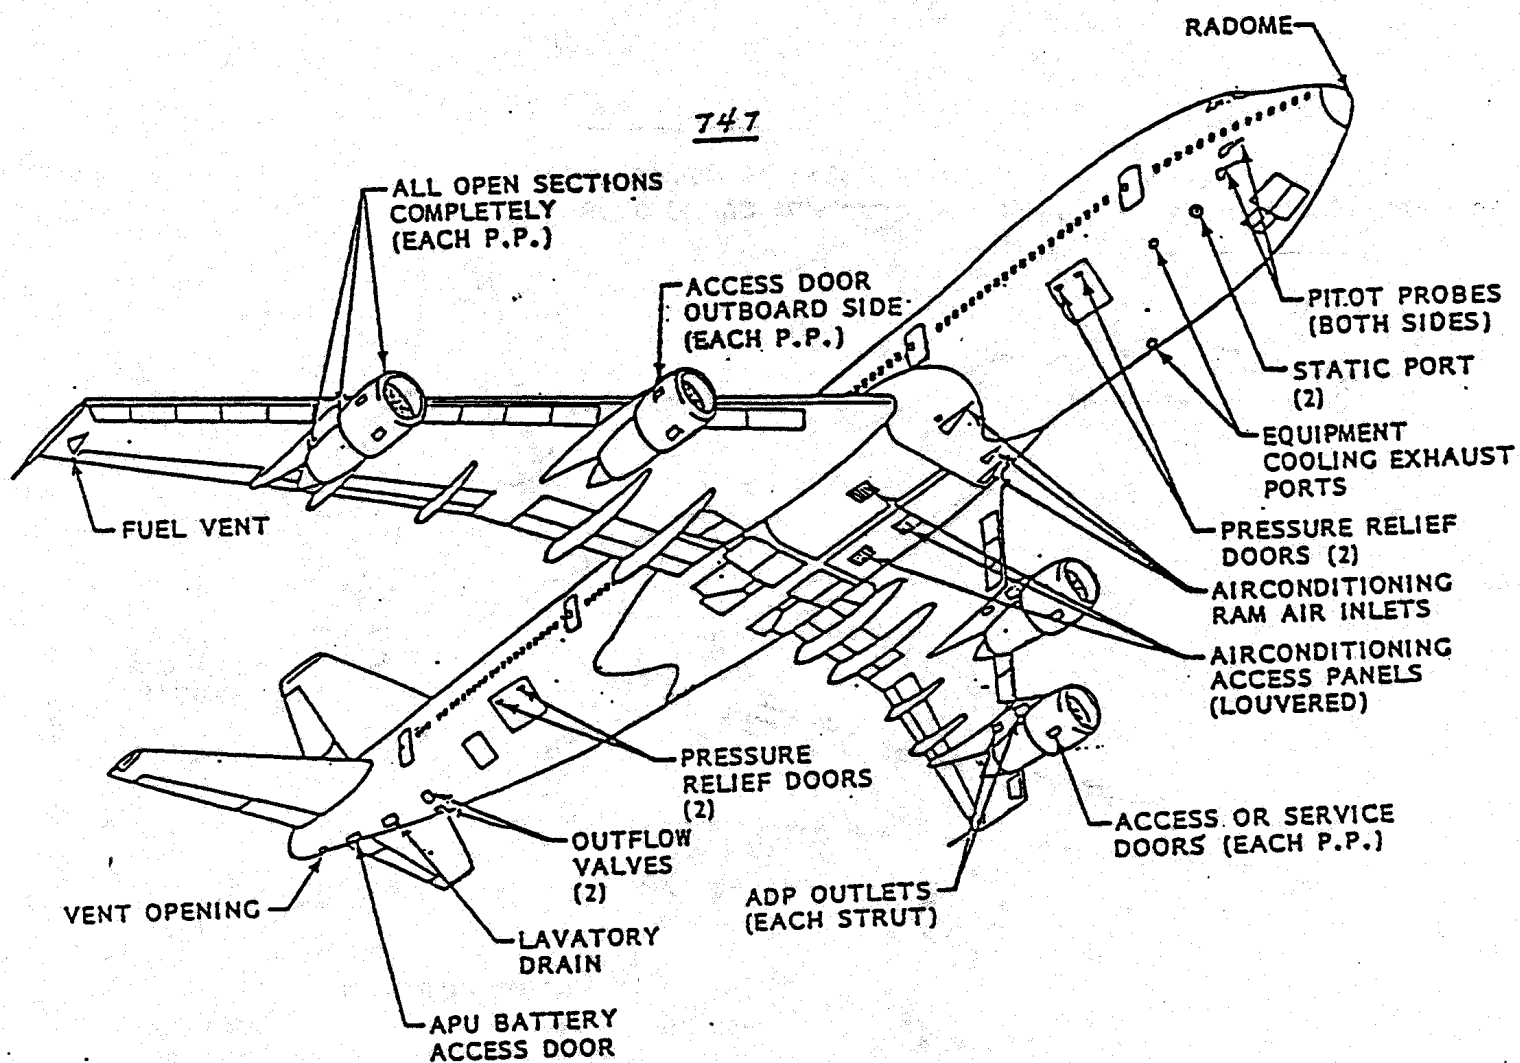 RADOME
747
ALL OPEN SECTIONS
COMPLETELY
(EACH P.P.)
ACCESS DOOR
OUTBOARD SIDE
(EACH P.P.)
PITOT PROBES
(BOTH SIDES)
STATIC PORT
(2)
EQUIPMENT
COOLING EXHAUST
PORTS
FUEL VENT
PRESSURE RELIEF
DOORS (2)
AIRCONDITIONING
RAM AIR INLETS
AIRCONDITIONING
ACCESS PANELS
(LOUVERED)
PRESSURE
RELIEF DOORS
(2)
ACCESS OR SERVICE
DOORS (EACH P.P.)
OUTFLOW
VALVES
(2)
ADP OUTLETS
(EACH STRUT)
VENT OPENING
LAVATORY
DRAIN
APU BATTERY
ACCESS DOOR